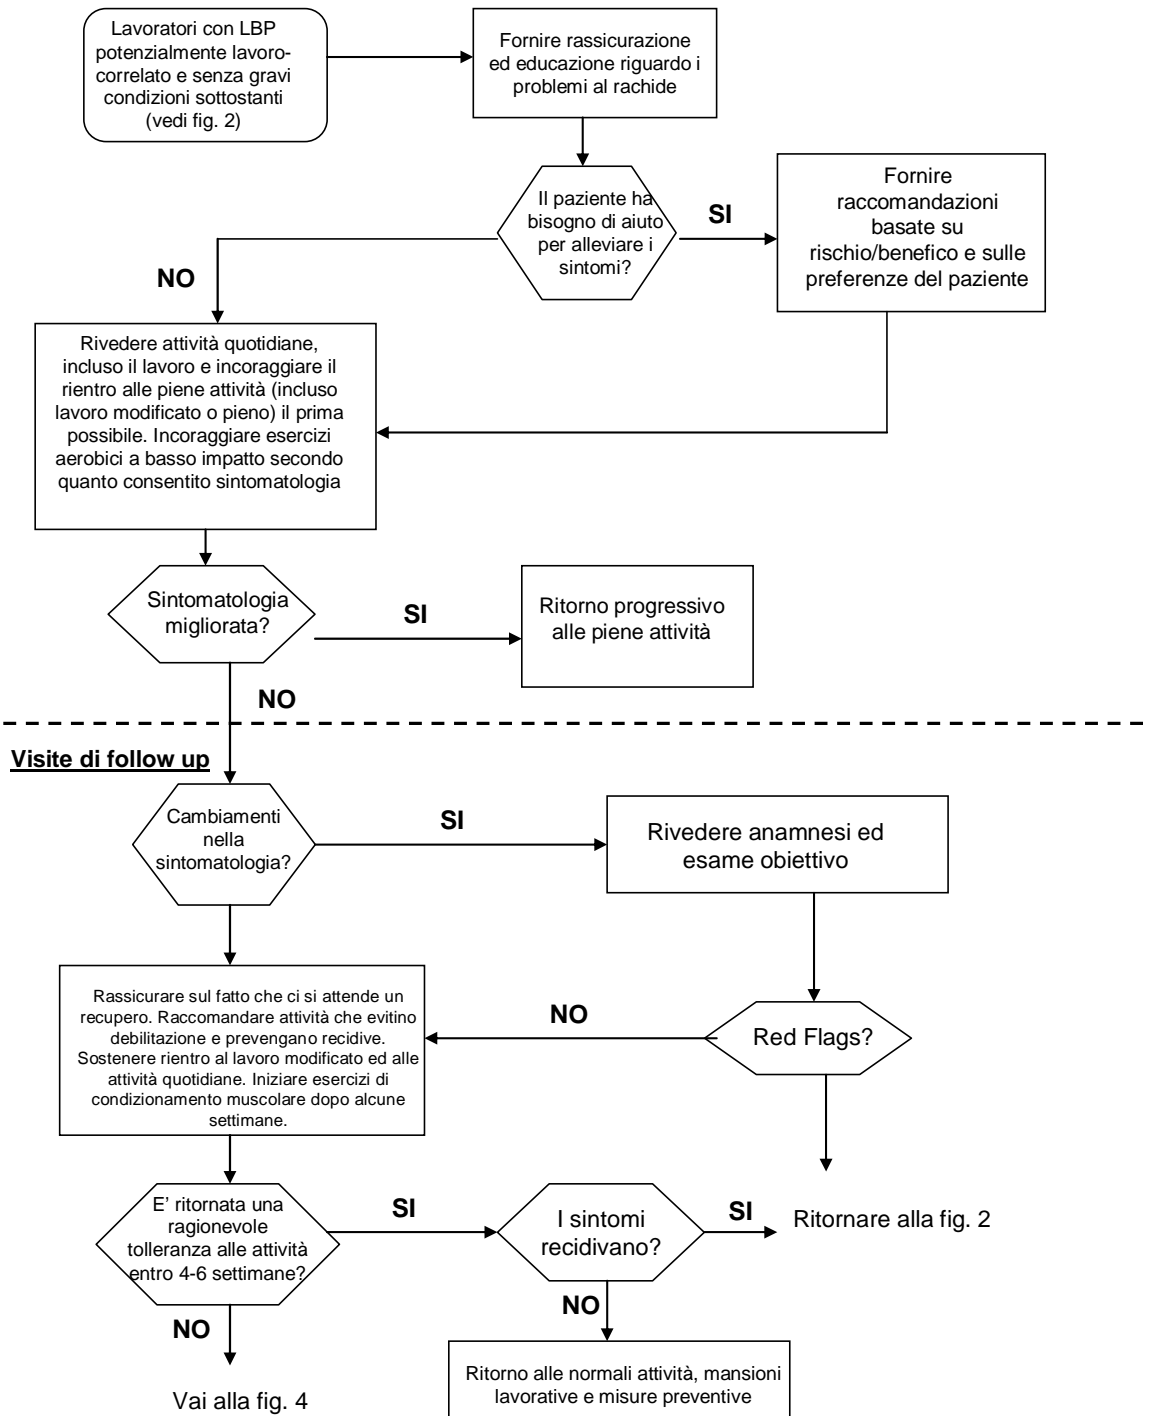 Lavoratori con LBP
potenzialmente lavoro-
correlato e senza gravi
condizioni sottostanti
(vedi fig. 2)
Fornire rassicurazione
ed educazione riguardo i
problemi al rachide
Il paziente ha
bisogno di aiuto
per alleviare i
sintomi?
SI
Fornire
raccomandazioni
basate su
rischio/benefico e sulle
preferenze del paziente
NO
Rivedere attività quotidiane,
incluso il lavoro e incoraggiare il
rientro alle piene attività (incluso
lavoro modificato o pieno) il prima
possibile. Incoraggiare esercizi
aerobici a basso impatto secondo
quanto consentito sintomatologia
Sintomatologia
migliorata?
SI
Ritorno progressivo
alle piene attività
NO
Visite di follow up
Cambiamenti
nella
sintomatologia?
SI
Rivedere anamnesi ed
esame obiettivo
Rassicurare sul fatto che ci si attende un
recupero. Raccomandare attività che evitino
debilitazione e prevengano recidive.
Sostenere rientro al lavoro modificato ed alle
attività quotidiane. Iniziare esercizi di
condizionamento muscolare dopo alcune
settimane.
NO
Red Flags?
E' ritornata una
ragionevole
tolleranza alle attività
entro 4-6 settimane?
SI
I sintomi
recidivano?
SI
Ritornare alla fig. 2
NO
NO
Vai alla fig. 4
Ritorno alle normali attività, mansioni
lavorative e misure preventive